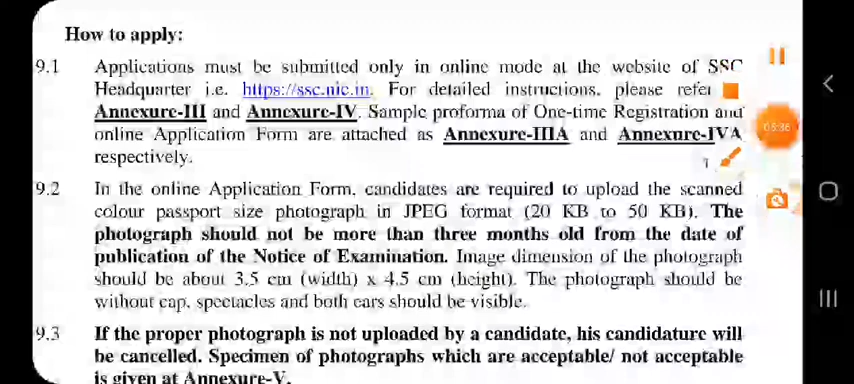 How to apply:
9.1 Applications must be submitted only in online mode at the website of SSC
Headquarter i.e. https://ssc.nic.in. For detailed instructions, please refer
Annexure-III and Annexure-IV. Sample proforma of One-time Registration and
online Application Form are attached as Annexure-IIIA and Annexure-IVA
respectively.
9.2 In the online Application Form, candidates are required to upload the scanned
colour passport size photograph in JPEG format (20 KB to 50 KB). The
photograph should not be more than three months old from the date of
publication of the Notice of Examination. Image dimension of the photograph
should be about 3.5 cm (width) x 4.5 cm (height). The photograph should be
without cap, spectacles and both ears should be visible.
9.3 If the proper photograph is not uploaded by a candidate, his candidature will
be cancelled. Specimen of photographs which are acceptable/ not acceptable
is given at Annexure-V.